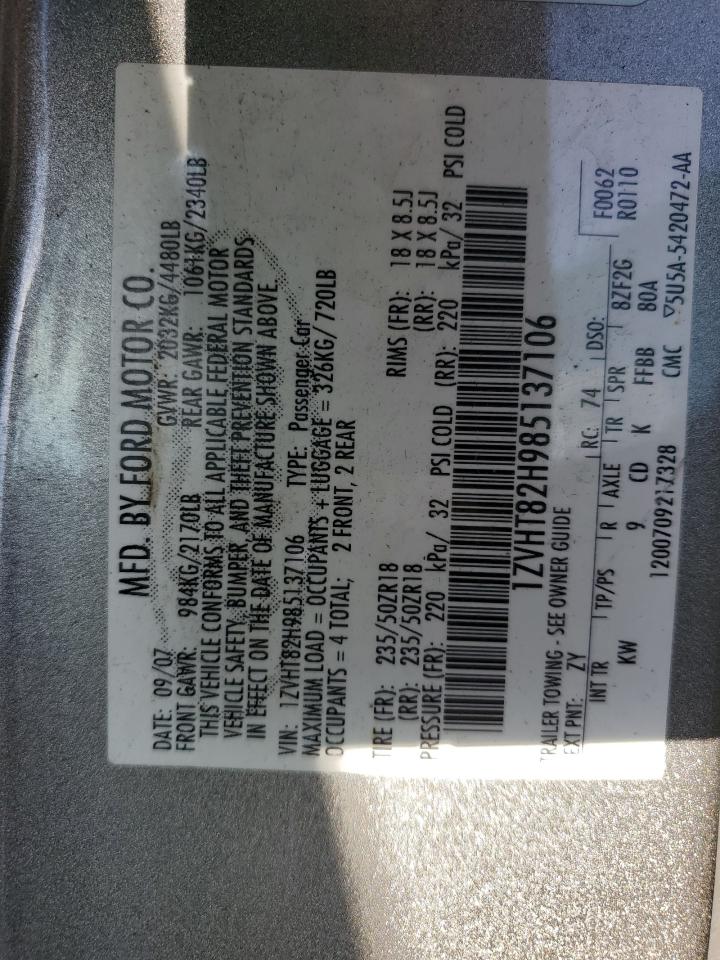 MFD. BY FORD MOTOR CO.
DATE: 09/07 GVWR: 2032KG/4480LB
FRONT GAWR: 984KG/2170LB REAR GAWR: 1061KG/2340LB
THIS VEHICLE CONFORMS TO ALL APPLICABLE FEDERAL MOTOR
VEHICLE SAFETY, BUMPER, AND THEFT PREVENTION STANDARDS
IN EFFECT ON THE DATE OF MANUFACTURE SHOWN ABOVE.
VIN: 1ZVHT82H985137106 TYPE: Passenger Car
MAXIMUM LOAD = OCCUPANTS + LUGGAGE = 326KG/ 720LB
OCCUPANTS = 4 TOTAL; 2 FRONT, 2 REAR
TIRE (FR): 235/50ZR18 RIMS (FR): 18 X 8.5J
(RR): 235/50ZR18 (RR): 18 X 8.5J
PRESSURE (FR): 220 kPa/ 32 PSI COLD (RR): 220 kPa/ 32 PSI COLD
1ZVHT82H985137106
TRAILER TOWING - SEE OWNER GUIDE
EXT PNT: ZY RC: 74 DSO: F0062
INT TR TP/PS R AXLE TR SPR 8ZF2G R0110
KW 9 CD K FFBB 80A
1200709217328 CMC ▽5U5A-5420472-AA